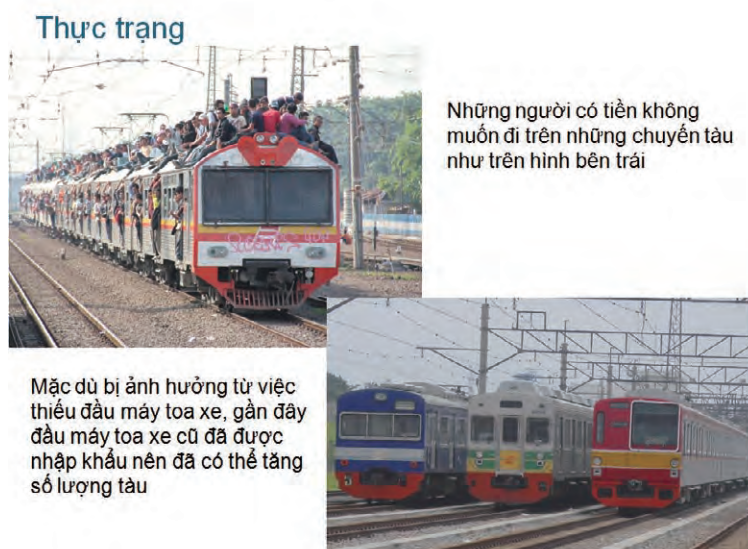 Thực trạng
Những người có tiền không
muốn đi trên những chuyến tàu
như trên hình bên trái
Mặc dù bị ảnh hưởng từ việc
thiếu đầu máy toa xe, gần đây
đầu máy toa xe cũ đã được
nhập khẩu nên đã có thể tăng
số lượng tàu